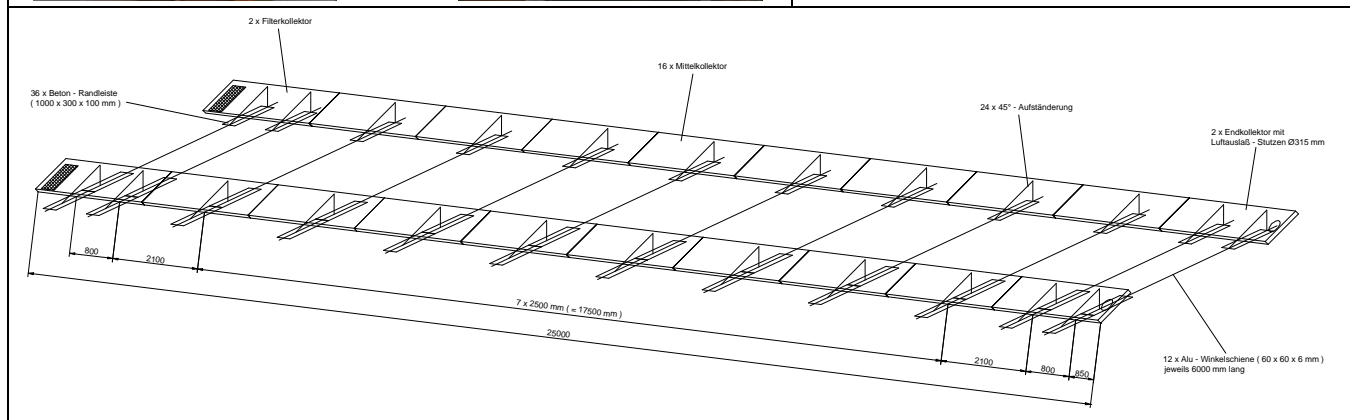 2 x Filterkollektor
16 x Mittelkollektor
36 x Beton - Randleiste
( 1000 x 300 x 100 mm )
24 x 45° - Aufständerung
2 x Endkollektor mit
Luftauslaß - Stutzen Ø315 mm
800
2100
7 x 2500 mm ( = 17500 mm )
25000
2100
800
850
12 x Alu - Winkelschiene ( 60 x 60 x 6 mm )
jeweils 6000 mm lang